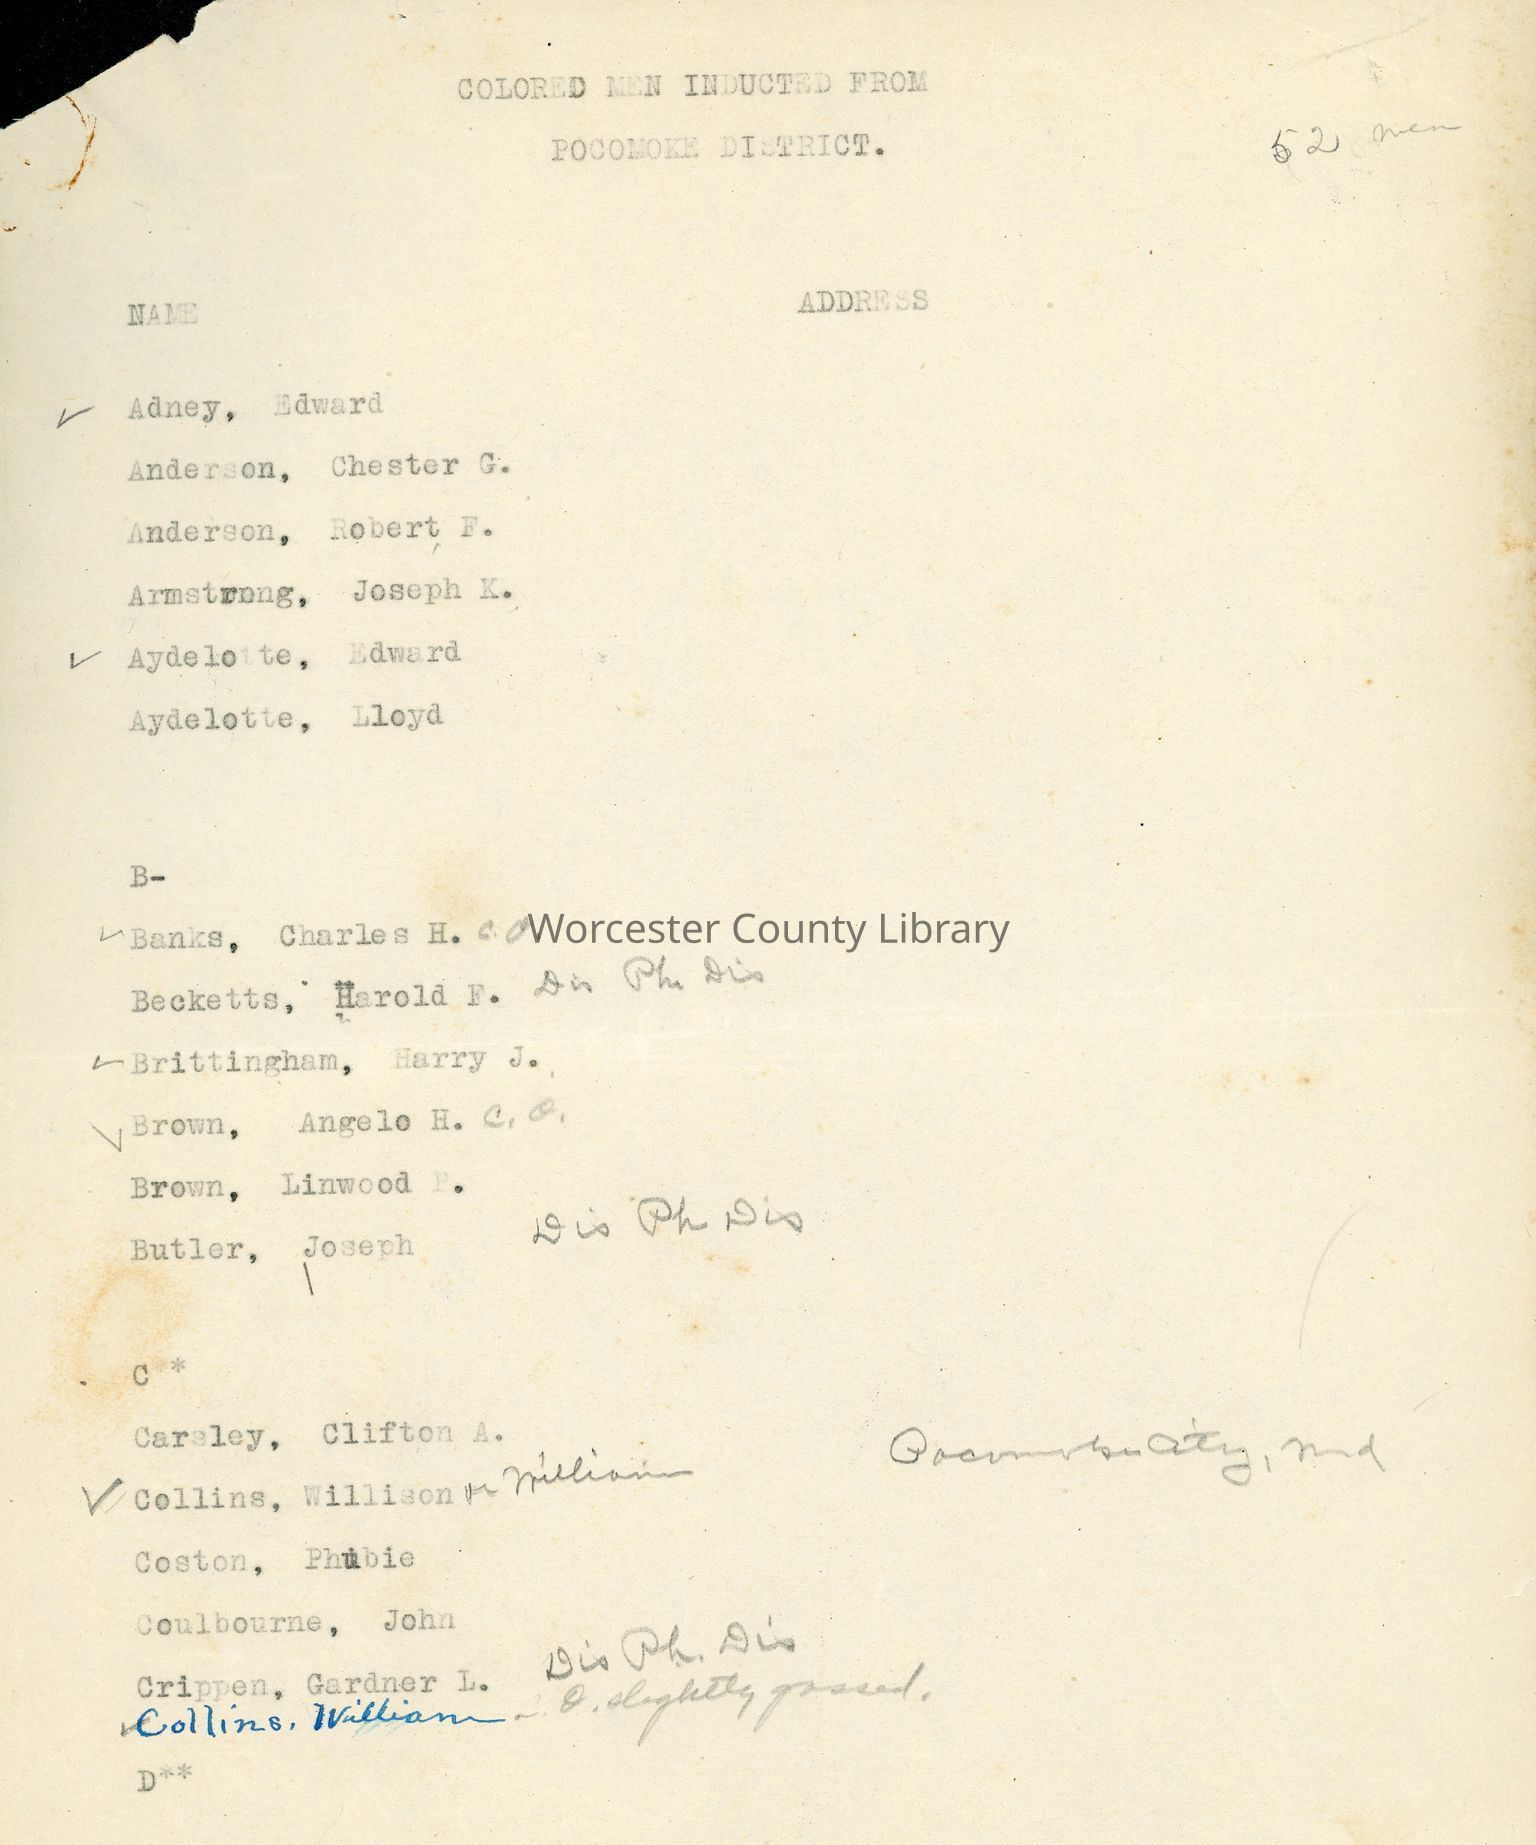 COLORED MEN INDUCTED FROM
POCOMOKE DISTRICT.
52 men
NAME ADDRESS
Adney, Edward
Anderson, Chester G.
Anderson, Robert F.
Armstrong, Joseph K.
Aydelotte, Edward
Aydelotte, Lloyd
B-
Banks, Charles H. C. O
Worcester County Library
Becketts, Harold F. Dis Ph Dis
Brittingham, Harry J.
Brown, Angelo H. C. O.
Brown, Linwood P.
Butler, Joseph Dis Ph Dis
C *
Carsley, Clifton A.
Collins, Willison or William Pocomoke City, Md
Coston, Phubie
Coulbourne, John
Crippen, Gardner L. Dis Ph. Dis
Collins, William O. slightly gassed.
D**